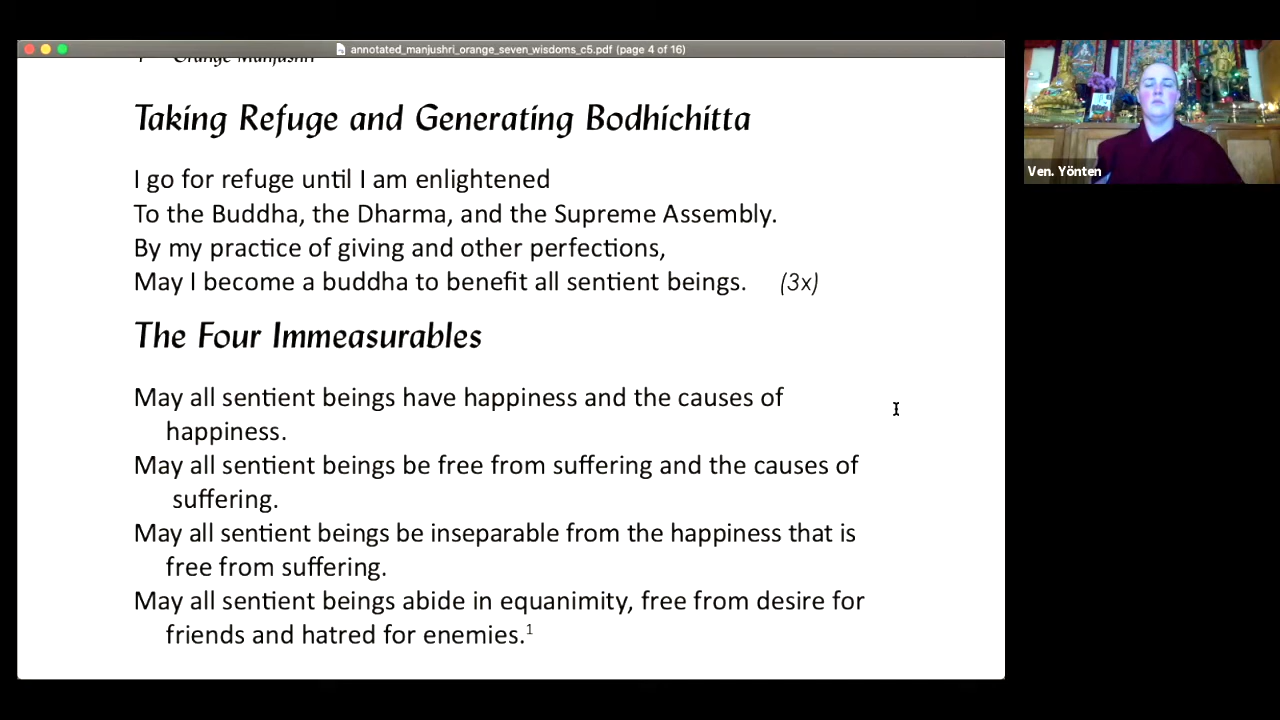 annotated_manjushri_orange_seven_wisdoms_c5.pdf (page 4 of 16)
Orange Manjushri
Taking Refuge and Generating Bodhichitta
I go for refuge until I am enlightened
To the Buddha, the Dharma, and the Supreme Assembly.
By my practice of giving and other perfections,
May I become a buddha to benefit all sentient beings. (3x)
The Four Immeasurables
May all sentient beings have happiness and the causes of
happiness.
May all sentient beings be free from suffering and the causes of
suffering.
May all sentient beings be inseparable from the happiness that is
free from suffering.
May all sentient beings abide in equanimity, free from desire for
friends and hatred for enemies.¹
Ven. Yönten